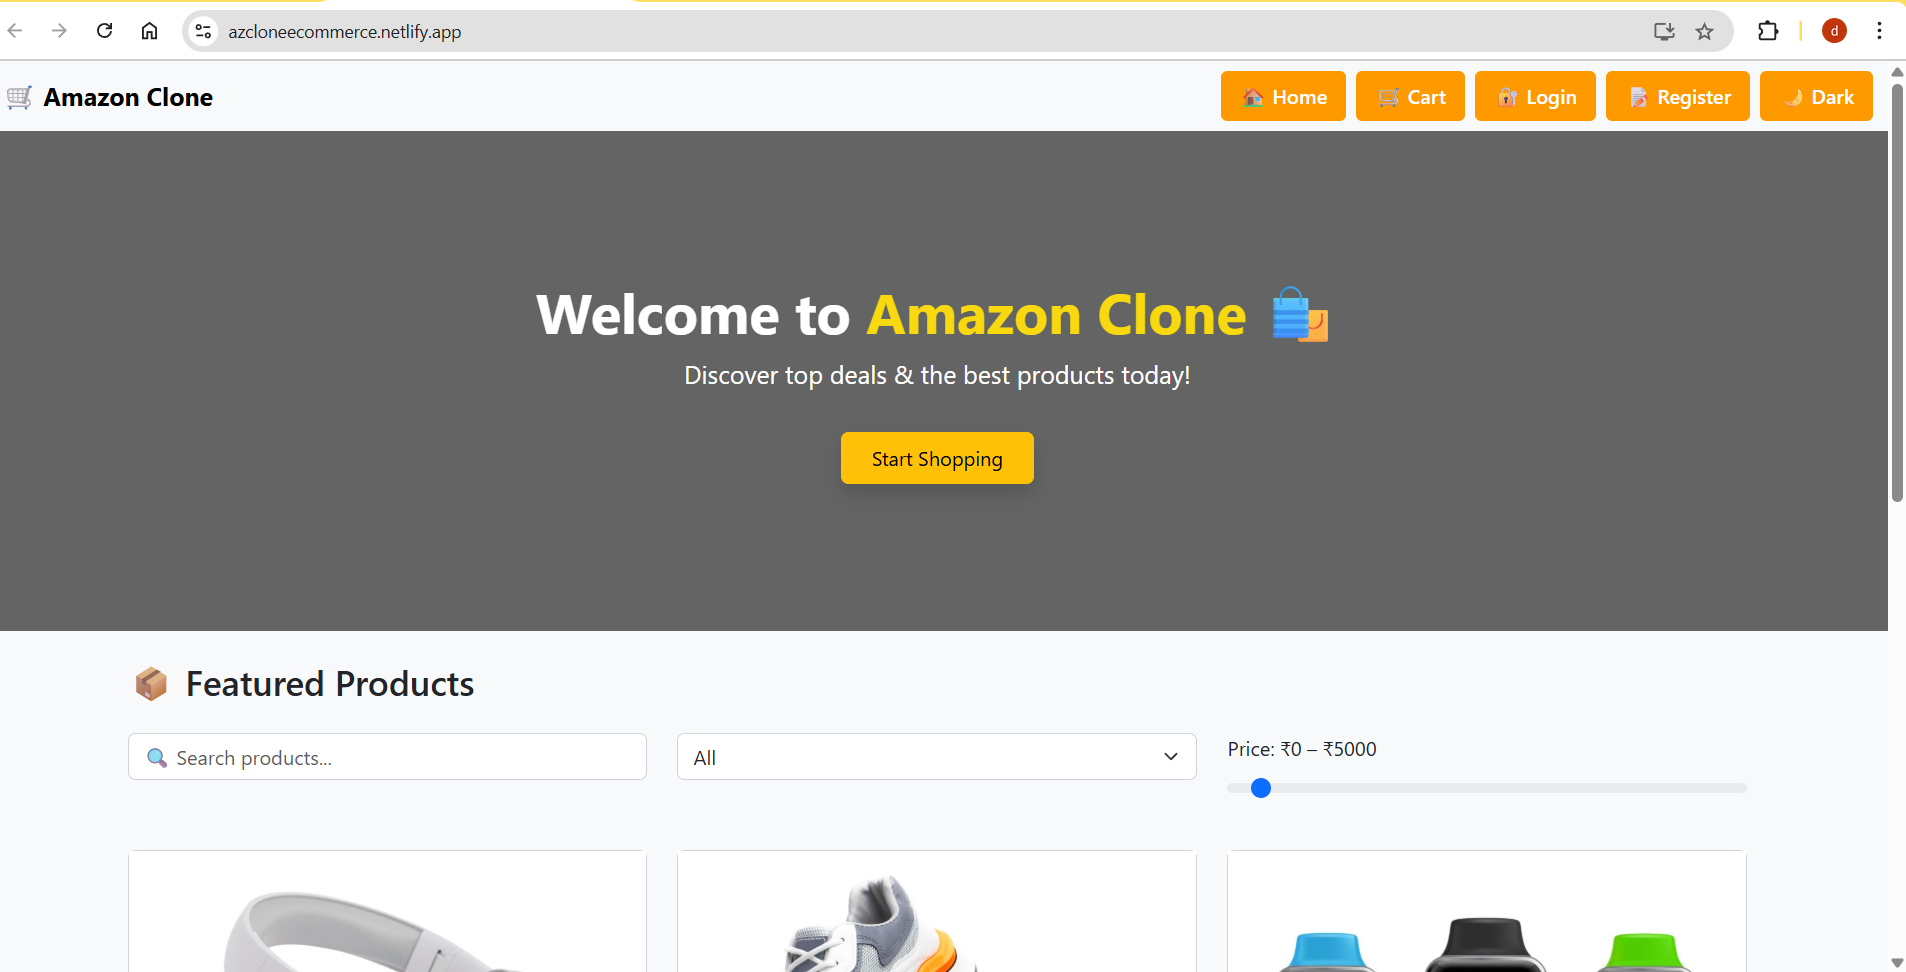 azcloneecommerce.netlify.app
d
🛒 Amazon Clone
🏠 Home
🛒 Cart
🔐 Login
📝 Register
🌙 Dark
Welcome to Amazon Clone 🛍️
Discover top deals & the best products today!
Start Shopping
📦 Featured Products
🔍 Search products...
All
Price: ₹0 – ₹5000